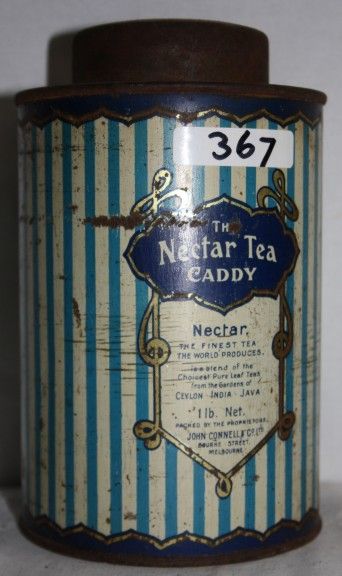 367
THE
Nectar Tea
CADDY
Nectar.
THE FINEST TEA
THE WORLD PRODUCES.
Is a blend of the
Choicest Pure Leaf Teas
from the Gardens of
CEYLON - INDIA - JAVA
1 lb. Net.
PACKED BY THE PROPRIETORS,
JOHN CONNELL & Co. LTD
BOURKE STREET,
MELBOURNE.